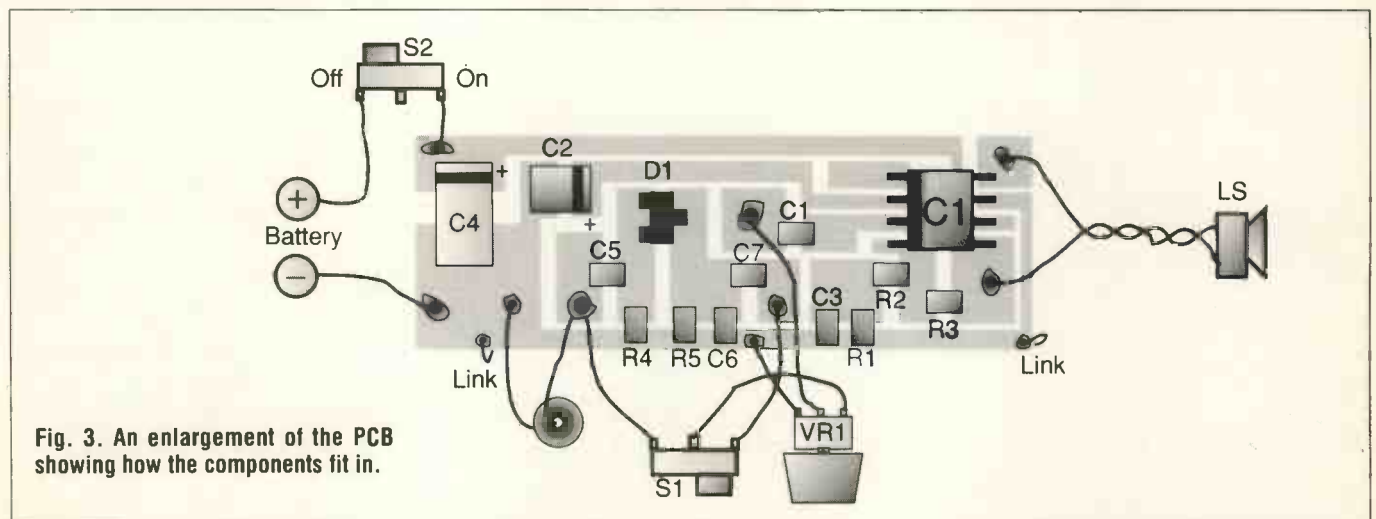 S2
Off On
C2
D1
C4
+
+
C1
C1
LS
+
Battery
−
C5
C7
R2
C3
R3
R4 R5 C6 R1
Link
Link
VR1
S1
Fig. 3. An enlargement of the PCB
showing how the components fit in.